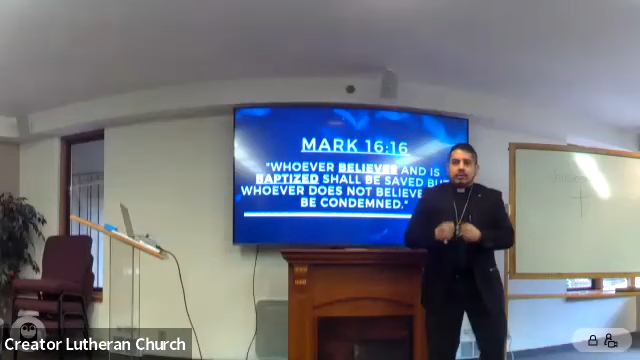 MARK 16:16
"WHOEVER BELIEVES AND IS
BAPTIZED SHALL BE SAVED BUT
WHOEVER DOES NOT BELIEVE
BE CONDEMNED."
Creator Lutheran Church